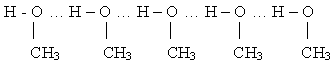 H - O ... H – O ... H – O ... H – O ... H – O
CH3 CH3 CH3 CH3 CH3